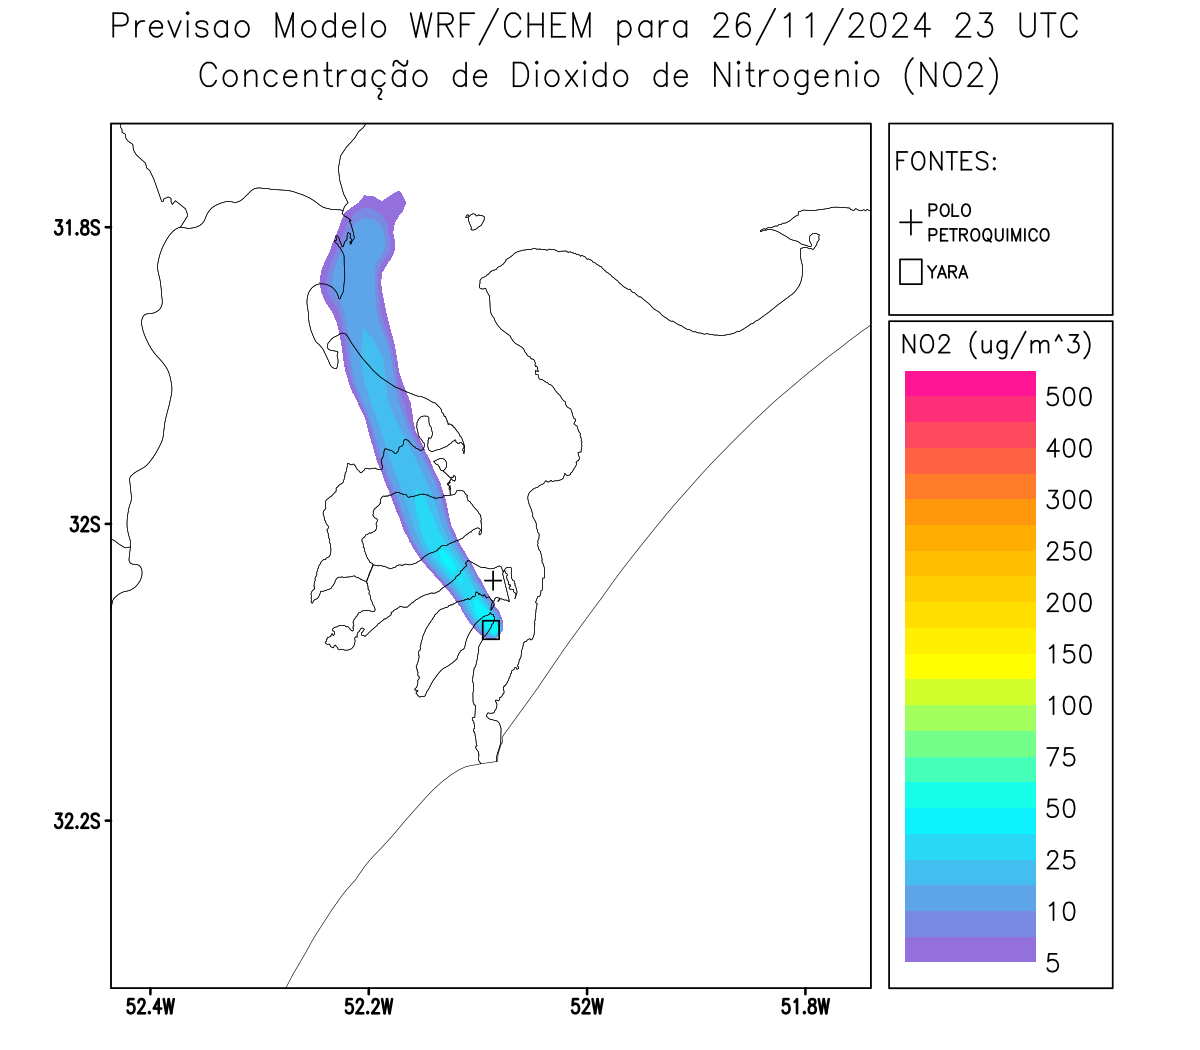 Previsao Modelo WRF/CHEM para 26/11/2024 23 UTC
Concentração de Dioxido de Nitrogenio (NO2)
FONTES:
POLO
PETROQUIMICO
YARA
NO2 (ug/m^3)
500
400
300
250
200
150
100
75
50
25
10
5
31.8S
32S
32.2S
52.4W
52.2W
52W
51.8W